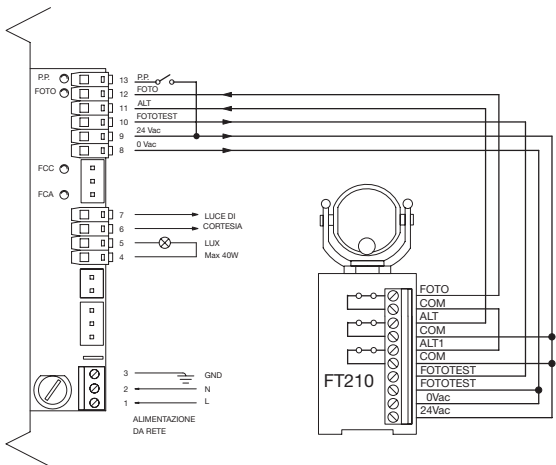 P.P. 13 P.P.
FOTO 12 FOTO
11 ALT
10 FOTOTEST
9 24 Vac
8 0 Vac
FCC
FCA
7 LUCE DI
6 CORTESIA
5 LUX
4 Max 40W
3 GND
2 N
1 L
ALIMENTAZIONE
DA RETE
FT210
FOTO
COM
ALT
COM
ALT1
COM
FOTOTEST
FOTOTEST
0Vac
24Vac